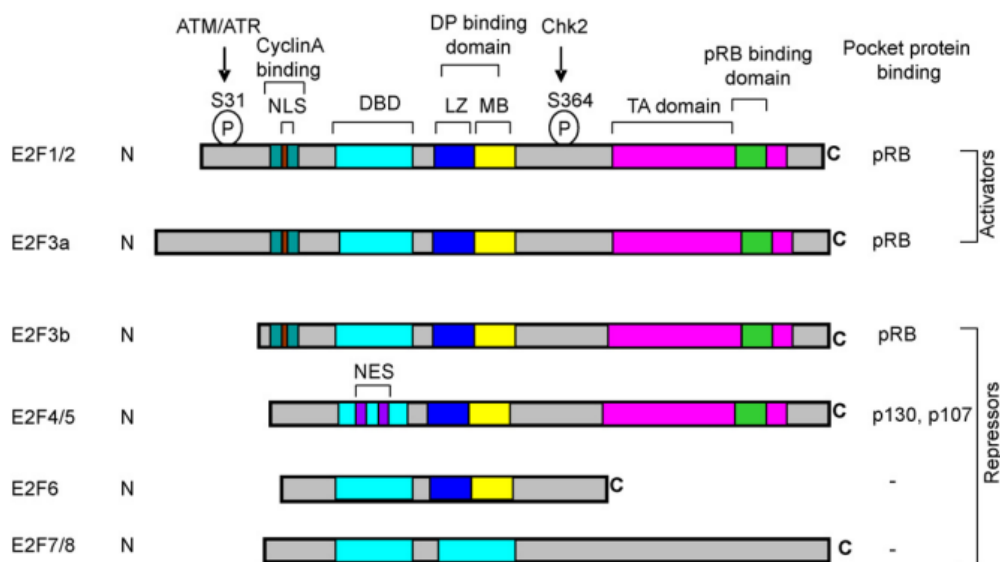 ATM/ATR
CyclinA
binding
DP binding
domain
Chk2
pRB binding
domain
Pocket protein
binding
S31
NLS
DBD
LZ
MB
S364
TA domain
P
P
E2F1/2 N C pRB
Activators
E2F3a N C pRB
E2F3b N C pRB
NES
E2F4/5 N C p130, p107
Repressors
E2F6 N C -
E2F7/8 N C -